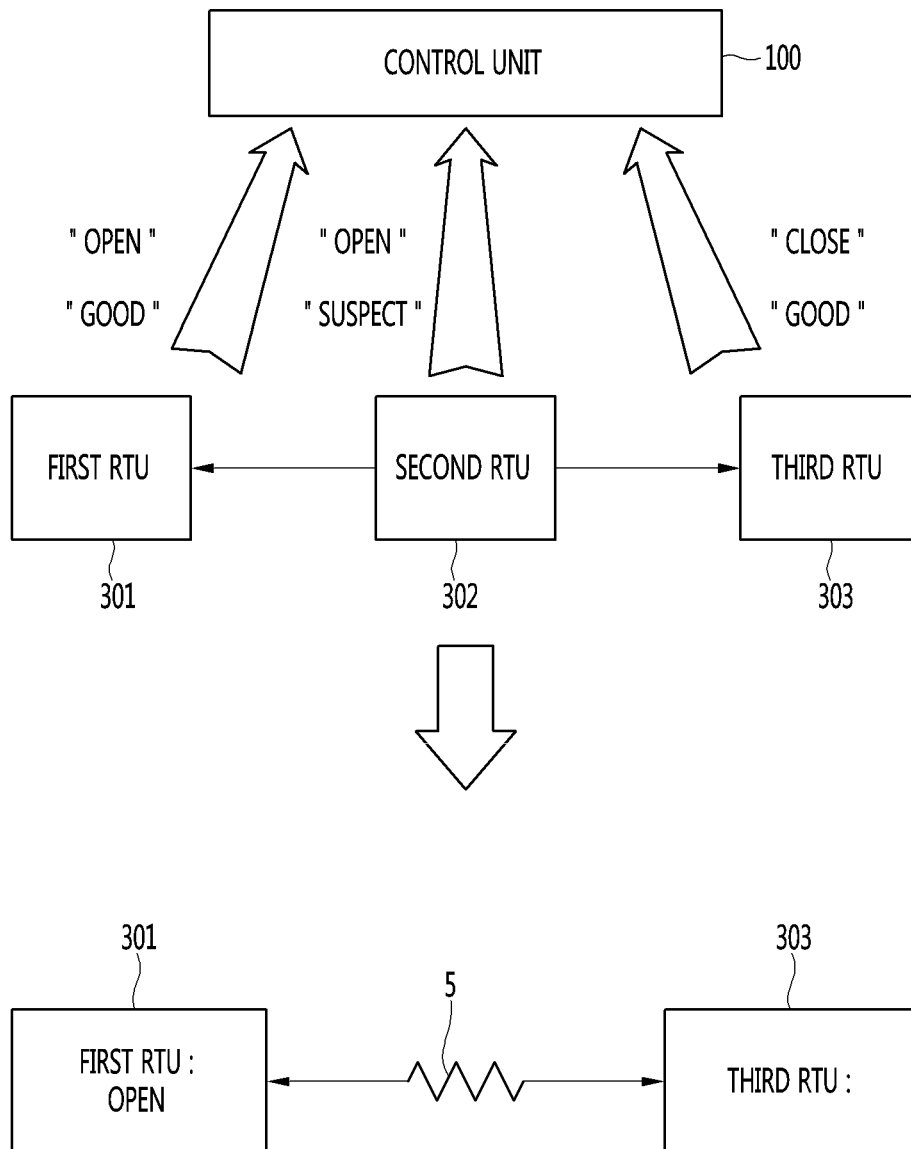 CONTROL UNIT
100
" OPEN "
" OPEN "
" CLOSE "
" GOOD "
" SUSPECT "
" GOOD "
FIRST RTU
SECOND RTU
THIRD RTU
301
302
303
301
303
5
FIRST RTU :
OPEN
THIRD RTU :